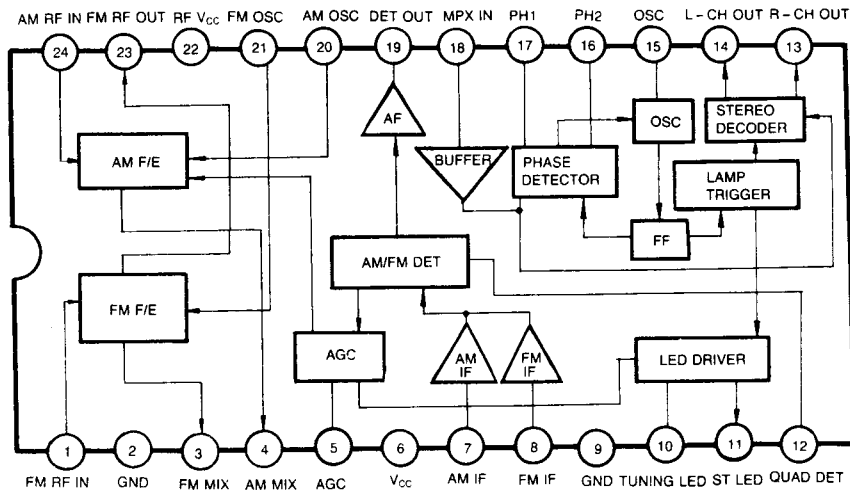 AM RF IN FM RF OUT RF VCC FM OSC AM OSC DET OUT MPX IN PH1 PH2 OSC L-CH OUT R-CH OUT
24 23 22 21 20 19 18 17 16 15 14 13
AF
OSC
STEREO
DECODER
AM F/E
BUFFER
PHASE
DETECTOR
LAMP
TRIGGER
FF
AM/FM DET
FM F/E
AGC
AM
IF
FM
IF
LED DRIVER
1 2 3 4 5 6 7 8 9 10 11 12
FM RF IN GND FM MIX AM MIX AGC VCC AM IF FM IF GND TUNING LED ST LED QUAD DET